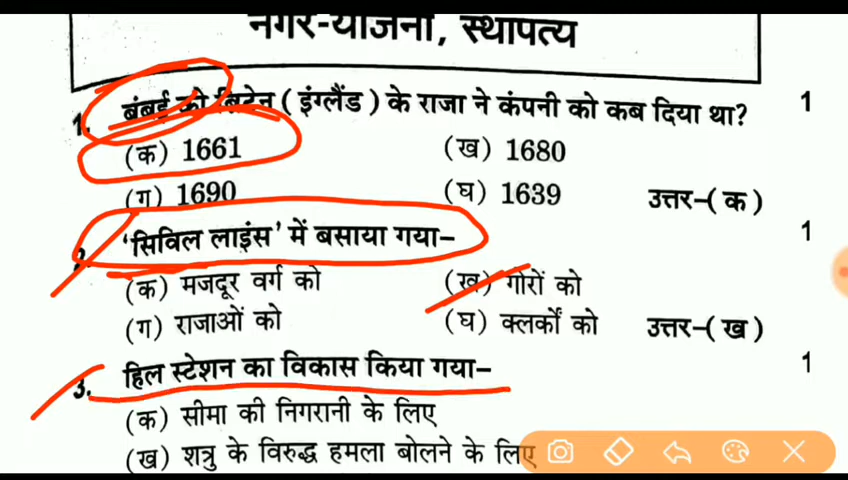 नगर-योजना, स्थापत्य
1. बंबई को ब्रिटेन ( इंग्लैंड ) के राजा ने कंपनी को कब दिया था? 1
(क) 1661 (ख) 1680
(ग) 1690 (घ) 1639 उत्तर–( क )
2. 'सिविल लाइंस' में बसाया गया– 1
(क) मजदूर वर्ग को (ख) गोरों को
(ग) राजाओं को (घ) क्लर्कों को उत्तर–( ख )
3. हिल स्टेशन का विकास किया गया– 1
(क) सीमा की निगरानी के लिए
(ख) शत्रु के विरुद्ध हमला बोलने के लिए